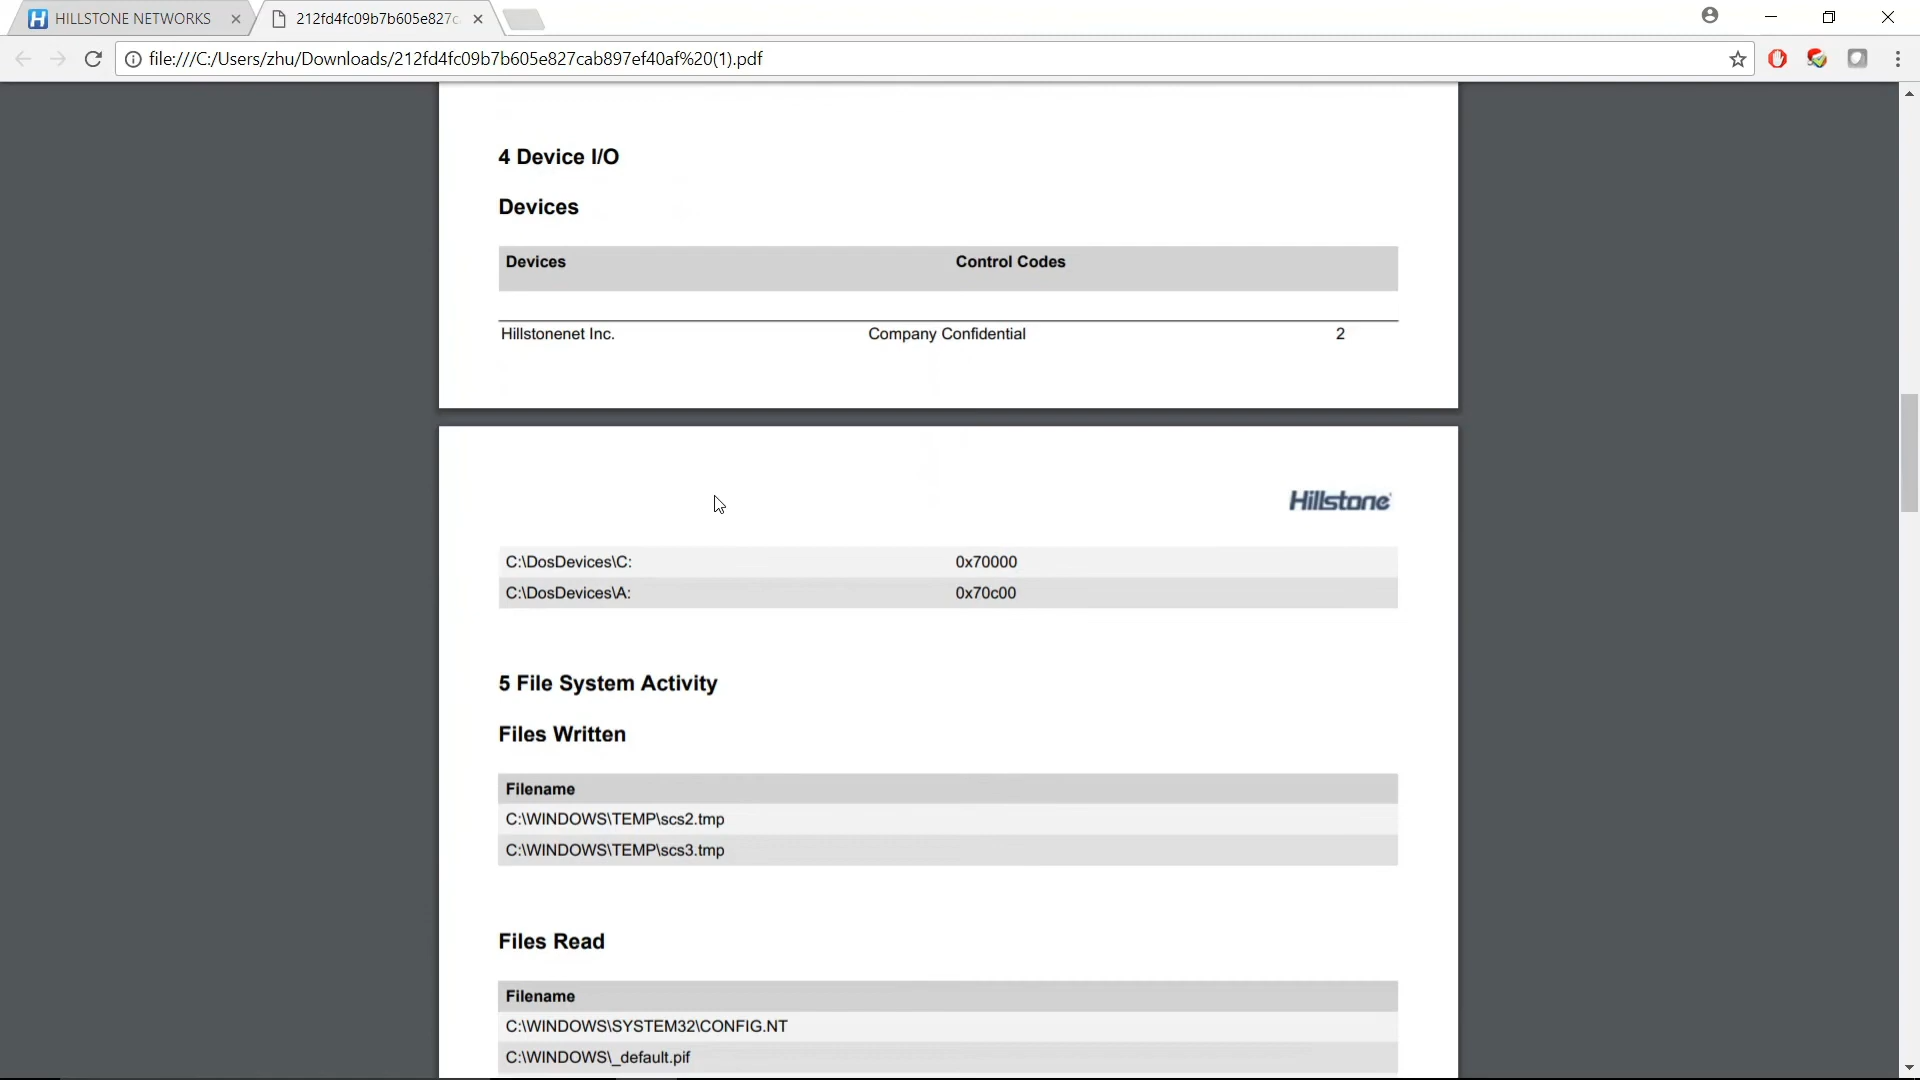 HILLSTONE NETWORKS
212fd4fc09b7b605e827c
file:///C:/Users/zhu/Downloads/212fd4fc09b7b605e827cab897ef40af%20(1).pdf
4 Device I/O
Devices
Devices Control Codes
Hillstonenet Inc. Company Confidential 2
Hillstone
C:\DosDevices\C: 0x70000
C:\DosDevices\A: 0x70c00
5 File System Activity
Files Written
Filename
C:\WINDOWS\TEMP\scs2.tmp
C:\WINDOWS\TEMP\scs3.tmp
Files Read
Filename
C:\WINDOWS\SYSTEM32\CONFIG.NT
C:\WINDOWS\_default.pif